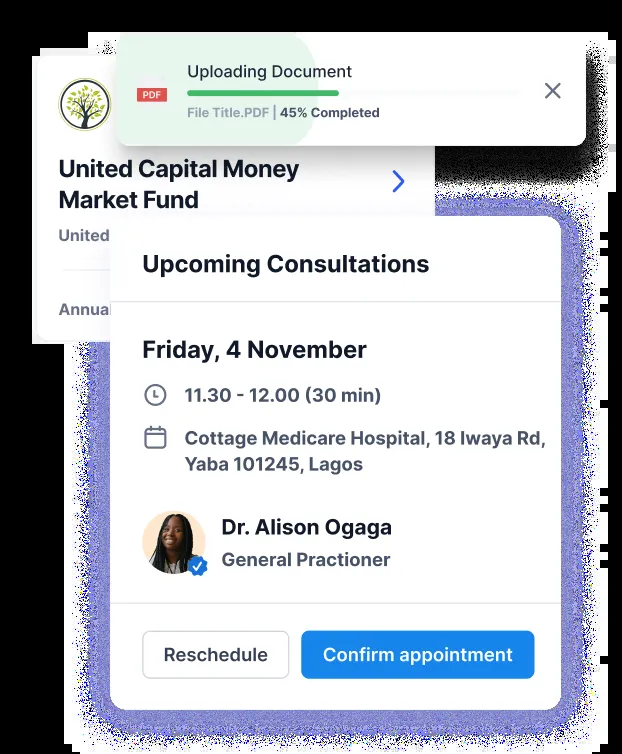 Uploading Document
PDF
File Title.PDF | 45% Completed
United Capital Money
Market Fund
United
Annual
Upcoming Consultations
Friday, 4 November
11.30 - 12.00 (30 min)
Cottage Medicare Hospital, 18 Iwaya Rd,
Yaba 101245, Lagos
Dr. Alison Ogaga
General Practioner
Reschedule
Confirm appointment